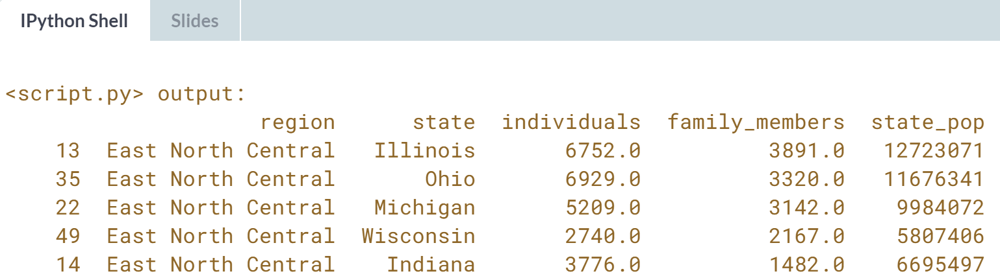 IPython Shell Slides
<script.py> output:
region state individuals family_members state_pop
13 East North Central Illinois 6752.0 3891.0 12723071
35 East North Central Ohio 6929.0 3320.0 11676341
22 East North Central Michigan 5209.0 3142.0 9984072
49 East North Central Wisconsin 2740.0 2167.0 5807406
14 East North Central Indiana 3776.0 1482.0 6695497